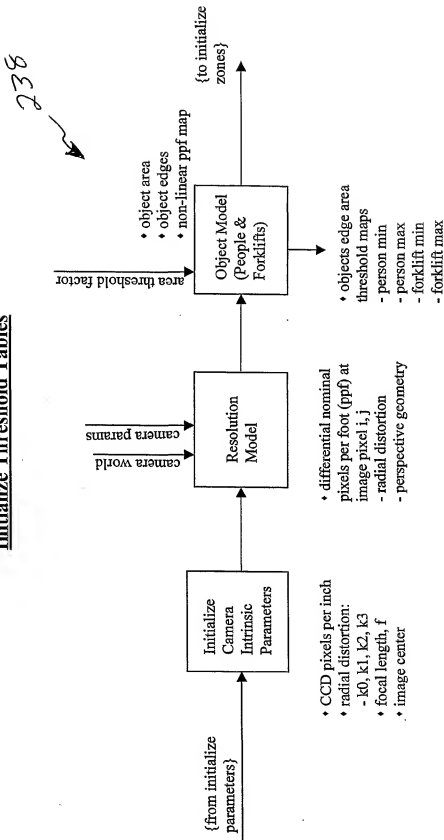 Initialize Threshold Tables
238
{from initialize
parameters}
Initialize
Camera
Intrinsic
Parameters
• CCD pixels per inch
• radial distortion:
- k0, k1, k2, k3
• focal length, f
• image center
camera world
camera params
Resolution
Model
• differential nominal
pixels per foot (ppf) at
image pixel i, j
- radial distortion
- perspective geometry
area threshold factor
• object area
• object edges
• non-linear ppf map
Object Model
(People &
Forklifts)
• objects edge area
threshold maps
- person min
- person max
- forklift min
- forklift max
{to initialize
zones}